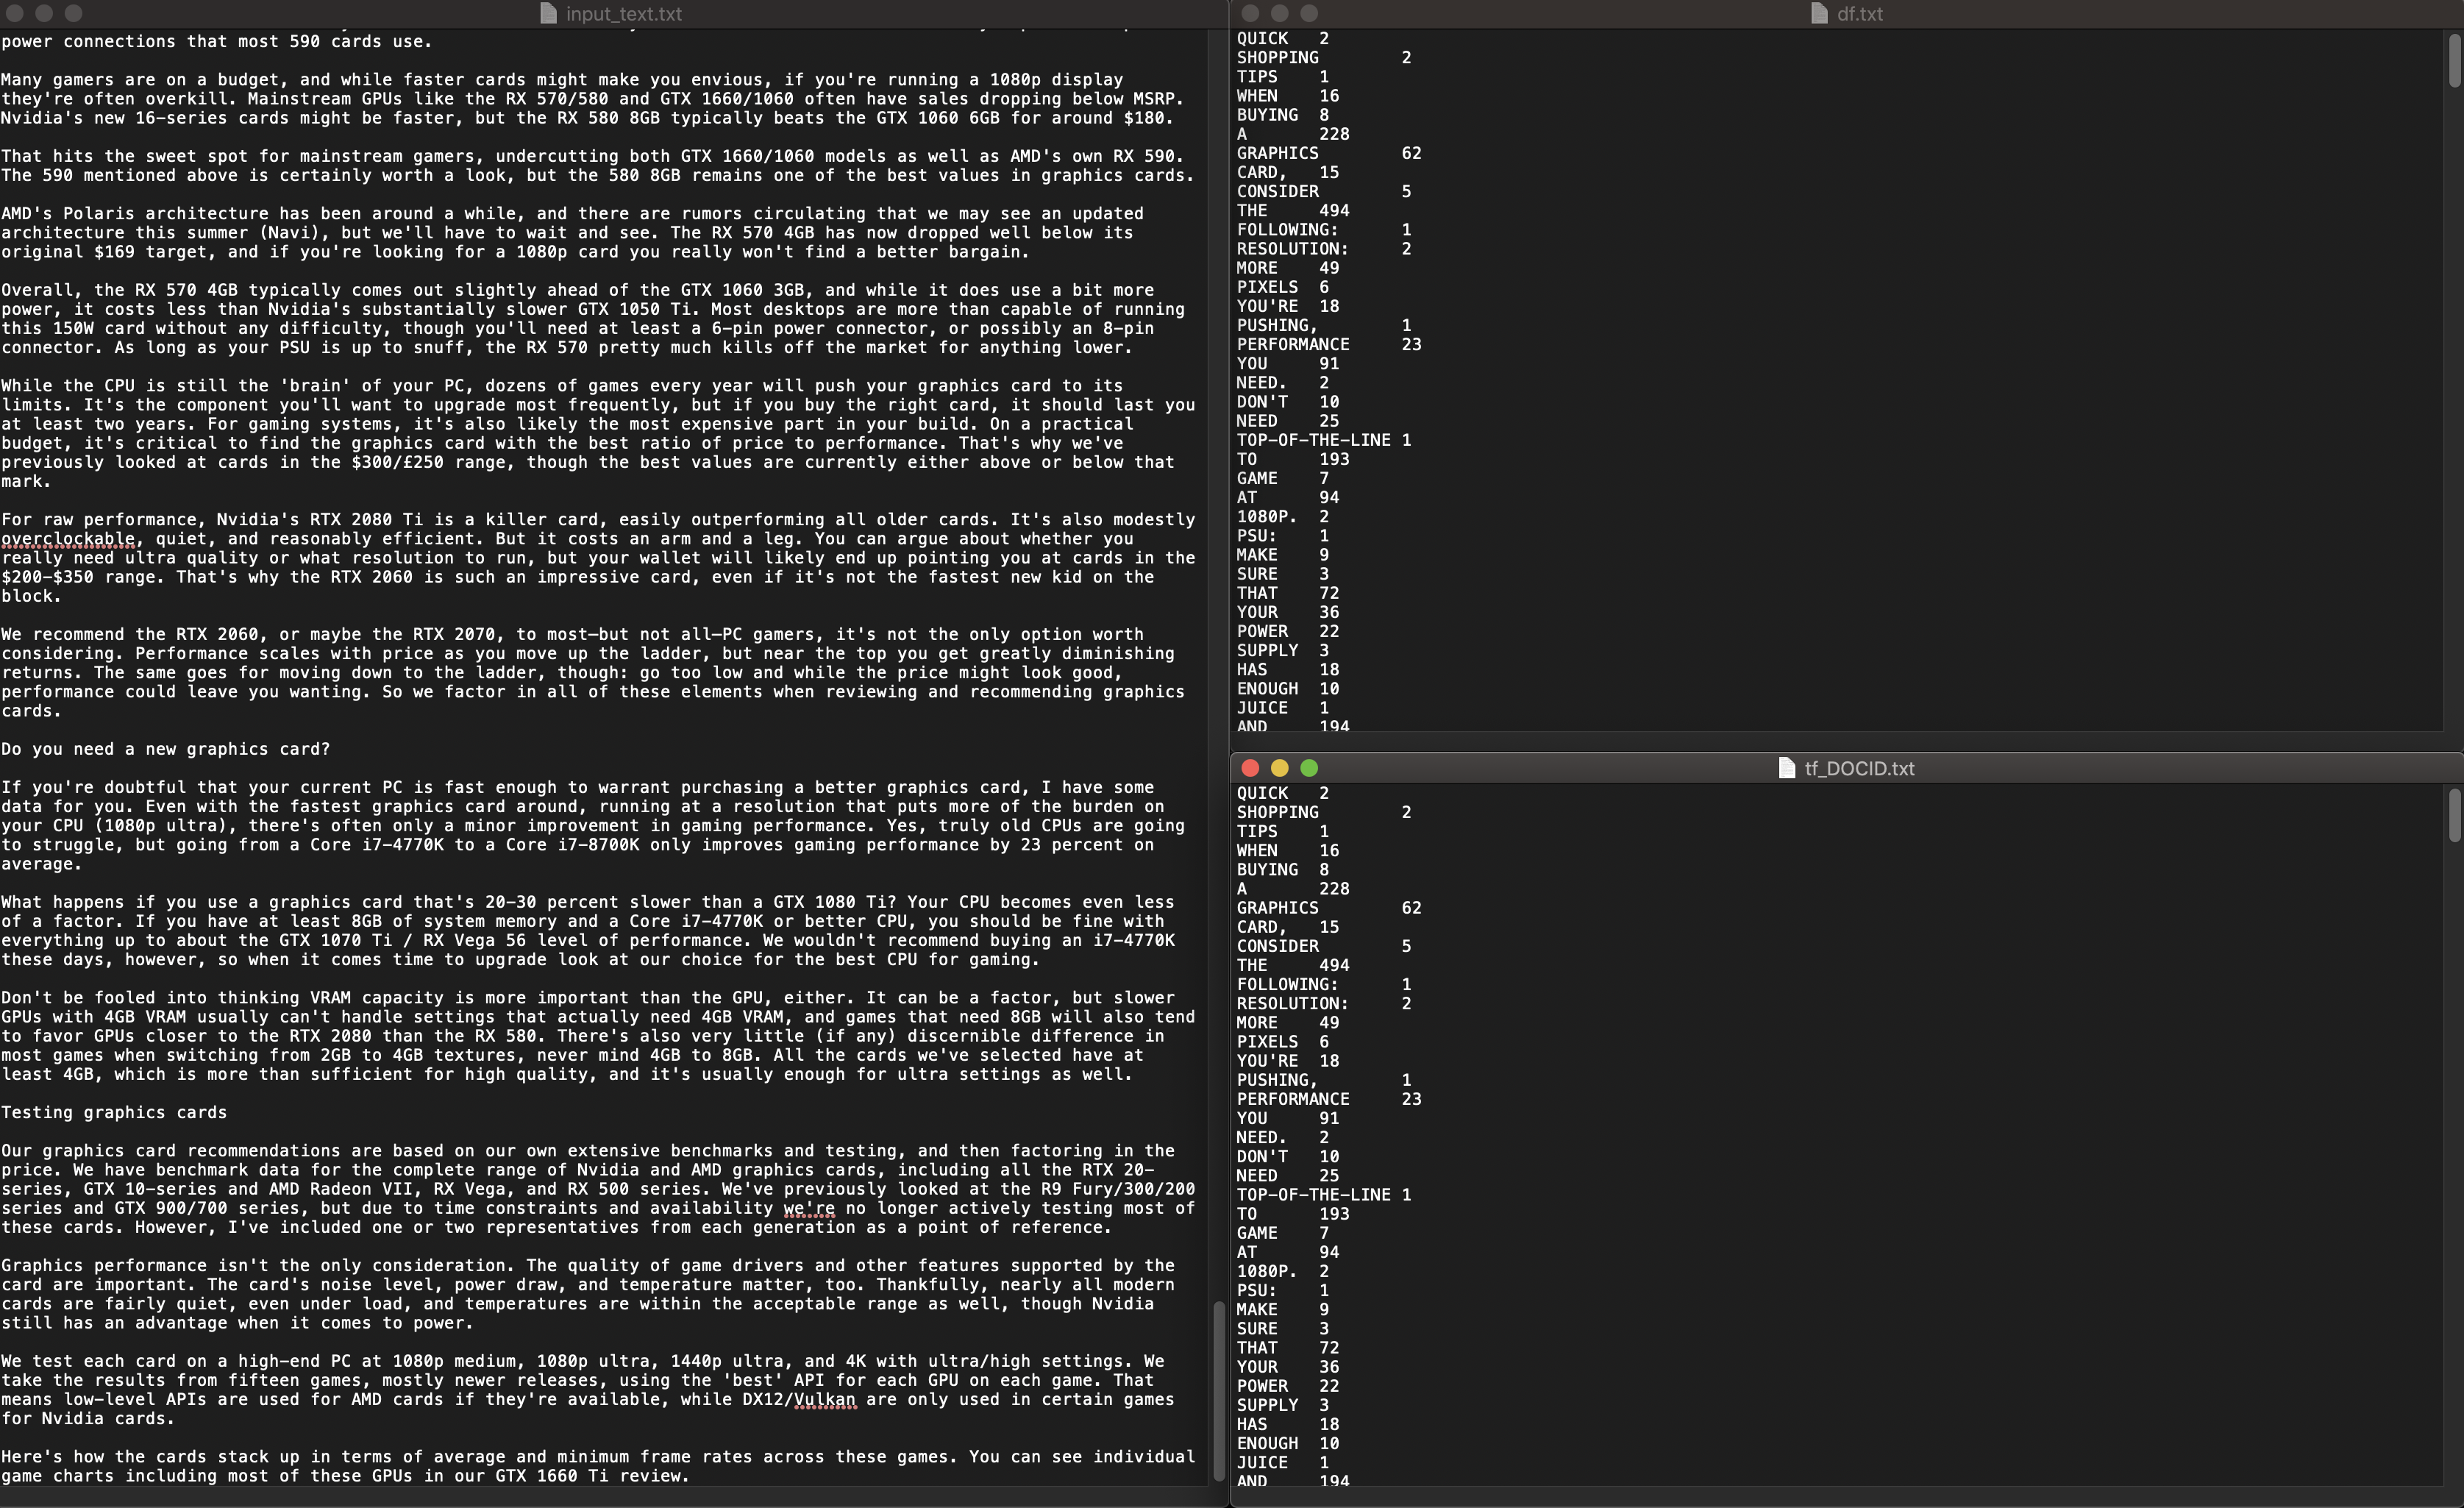 input_text.txt
power connections that most 590 cards use.
Many gamers are on a budget, and while faster cards might make you envious, if you're running a 1080p display
they're often overkill. Mainstream GPUs like the RX 570/580 and GTX 1660/1060 often have sales dropping below MSRP.
Nvidia's new 16-series cards might be faster, but the RX 580 8GB typically beats the GTX 1060 6GB for around $180.
That hits the sweet spot for mainstream gamers, undercutting both GTX 1660/1060 models as well as AMD's own RX 590.
The 590 mentioned above is certainly worth a look, but the 580 8GB remains one of the best values in graphics cards.
AMD's Polaris architecture has been around a while, and there are rumors circulating that we may see an updated
architecture this summer (Navi), but we'll have to wait and see. The RX 570 4GB has now dropped well below its
original $169 target, and if you're looking for a 1080p card you really won't find a better bargain.
Overall, the RX 570 4GB typically comes out slightly ahead of the GTX 1060 3GB, and while it does use a bit more
power, it costs less than Nvidia's substantially slower GTX 1050 Ti. Most desktops are more than capable of running
this 150W card without any difficulty, though you'll need at least a 6-pin power connector, or possibly an 8-pin
connector. As long as your PSU is up to snuff, the RX 570 pretty much kills off the market for anything lower.
While the CPU is still the 'brain' of your PC, dozens of games every year will push your graphics card to its
limits. It's the component you'll want to upgrade most frequently, but if you buy the right card, it should last you
at least two years. For gaming systems, it's also likely the most expensive part in your build. On a practical
budget, it's critical to find the graphics card with the best ratio of price to performance. That's why we've
previously looked at cards in the $300/£250 range, though the best values are currently either above or below that
mark.
For raw performance, Nvidia's RTX 2080 Ti is a killer card, easily outperforming all older cards. It's also modestly
overclockable, quiet, and reasonably efficient. But it costs an arm and a leg. You can argue about whether you
really need ultra quality or what resolution to run, but your wallet will likely end up pointing you at cards in the
$200–$350 range. That's why the RTX 2060 is such an impressive card, even if it's not the fastest new kid on the
block.
We recommend the RTX 2060, or maybe the RTX 2070, to most—but not all—PC gamers, it's not the only option worth
considering. Performance scales with price as you move up the ladder, but near the top you get greatly diminishing
returns. The same goes for moving down to the ladder, though: go too low and while the price might look good,
performance could leave you wanting. So we factor in all of these elements when reviewing and recommending graphics
cards.
Do you need a new graphics card?
If you're doubtful that your current PC is fast enough to warrant purchasing a better graphics card, I have some
data for you. Even with the fastest graphics card around, running at a resolution that puts more of the burden on
your CPU (1080p ultra), there's often only a minor improvement in gaming performance. Yes, truly old CPUs are going
to struggle, but going from a Core i7-4770K to a Core i7-8700K only improves gaming performance by 23 percent on
average.
What happens if you use a graphics card that's 20-30 percent slower than a GTX 1080 Ti? Your CPU becomes even less
of a factor. If you have at least 8GB of system memory and a Core i7-4770K or better CPU, you should be fine with
everything up to about the GTX 1070 Ti / RX Vega 56 level of performance. We wouldn't recommend buying an i7-4770K
these days, however, so when it comes time to upgrade look at our choice for the best CPU for gaming.
Don't be fooled into thinking VRAM capacity is more important than the GPU, either. It can be a factor, but slower
GPUs with 4GB VRAM usually can't handle settings that actually need 4GB VRAM, and games that need 8GB will also tend
to favor GPUs closer to the RTX 2080 than the RX 580. There's also very little (if any) discernible difference in
most games when switching from 2GB to 4GB textures, never mind 4GB to 8GB. All the cards we've selected have at
least 4GB, which is more than sufficient for high quality, and it's usually enough for ultra settings as well.
Testing graphics cards
Our graphics card recommendations are based on our own extensive benchmarks and testing, and then factoring in the
price. We have benchmark data for the complete range of Nvidia and AMD graphics cards, including all the RTX 20-
series, GTX 10-series and AMD Radeon VII, RX Vega, and RX 500 series. We've previously looked at the R9 Fury/300/200
series and GTX 900/700 series, but due to time constraints and availability we're no longer actively testing most of
these cards. However, I've included one or two representatives from each generation as a point of reference.
Graphics performance isn't the only consideration. The quality of game drivers and other features supported by the
card are important. The card's noise level, power draw, and temperature matter, too. Thankfully, nearly all modern
cards are fairly quiet, even under load, and temperatures are within the acceptable range as well, though Nvidia
still has an advantage when it comes to power.
We test each card on a high-end PC at 1080p medium, 1080p ultra, 1440p ultra, and 4K with ultra/high settings. We
take the results from fifteen games, mostly newer releases, using the 'best' API for each GPU on each game. That
means low-level APIs are used for AMD cards if they're available, while DX12/Vulkan are only used in certain games
for Nvidia cards.
Here's how the cards stack up in terms of average and minimum frame rates across these games. You can see individual
game charts including most of these GPUs in our GTX 1660 Ti review.
df.txt
QUICK 2
SHOPPING 2
TIPS 1
WHEN 16
BUYING 8
A 228
GRAPHICS 62
CARD, 15
CONSIDER 5
THE 494
FOLLOWING: 1
RESOLUTION: 2
MORE 49
PIXELS 6
YOU'RE 18
PUSHING, 1
PERFORMANCE 23
YOU 91
NEED. 2
DON'T 10
NEED 25
TOP-OF-THE-LINE 1
TO 193
GAME 7
AT 94
1080P. 2
PSU: 1
MAKE 9
SURE 3
THAT 72
YOUR 36
POWER 22
SUPPLY 3
HAS 18
ENOUGH 10
JUICE 1
AND 194
tf_DOCID.txt
QUICK 2
SHOPPING 2
TIPS 1
WHEN 16
BUYING 8
A 228
GRAPHICS 62
CARD, 15
CONSIDER 5
THE 494
FOLLOWING: 1
RESOLUTION: 2
MORE 49
PIXELS 6
YOU'RE 18
PUSHING, 1
PERFORMANCE 23
YOU 91
NEED. 2
DON'T 10
NEED 25
TOP-OF-THE-LINE 1
TO 193
GAME 7
AT 94
1080P. 2
PSU: 1
MAKE 9
SURE 3
THAT 72
YOUR 36
POWER 22
SUPPLY 3
HAS 18
ENOUGH 10
JUICE 1
AND 194